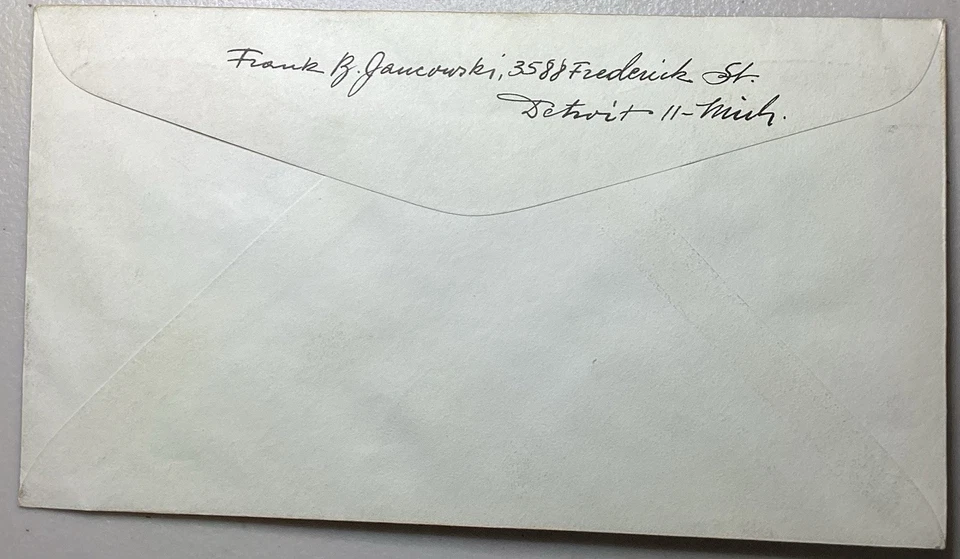 Frank B. Jancowski, 3588 Frederick St.
Detroit 11-Mich.